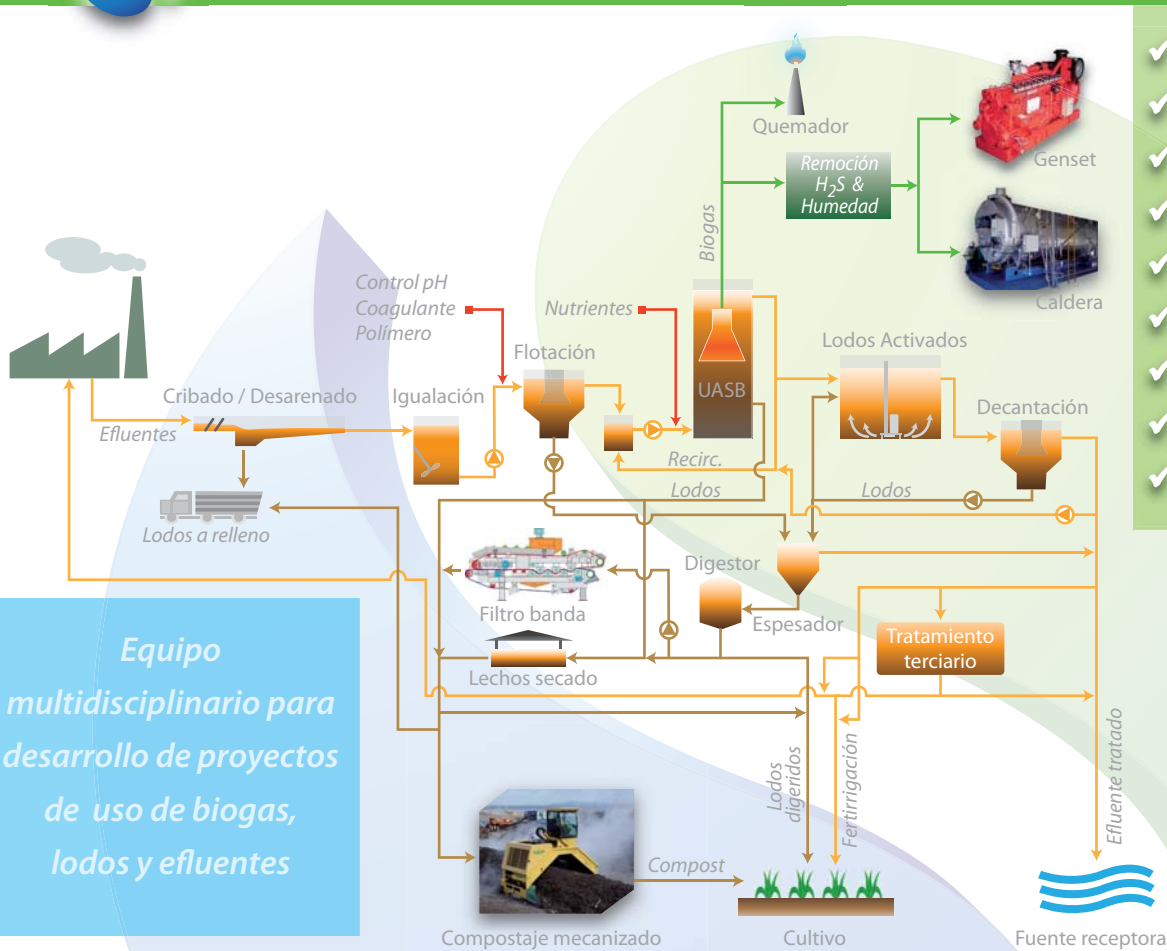 Quemador
Genset
Remoción
H₂S &
Humedad
Biogas
Caldera
Control pH
Coagulante
Polímero
Nutrientes
Flotación
UASB
Lodos Activados
Cribado / Desarenado
Igualación
Decantación
Efluentes
Recirc.
Lodos
Lodos
Lodos a relleno
Digestor
Filtro banda
Espesador
Tratamiento
terciario
Lechos secado
Equipo
multidisciplinario para
desarrollo de proyectos
de uso de biogas,
lodos y efluentes
Lodos
digeridos
Fertirrigación
Efluente tratado
Compost
Compostaje mecanizado
Cultivo
Fuente receptora